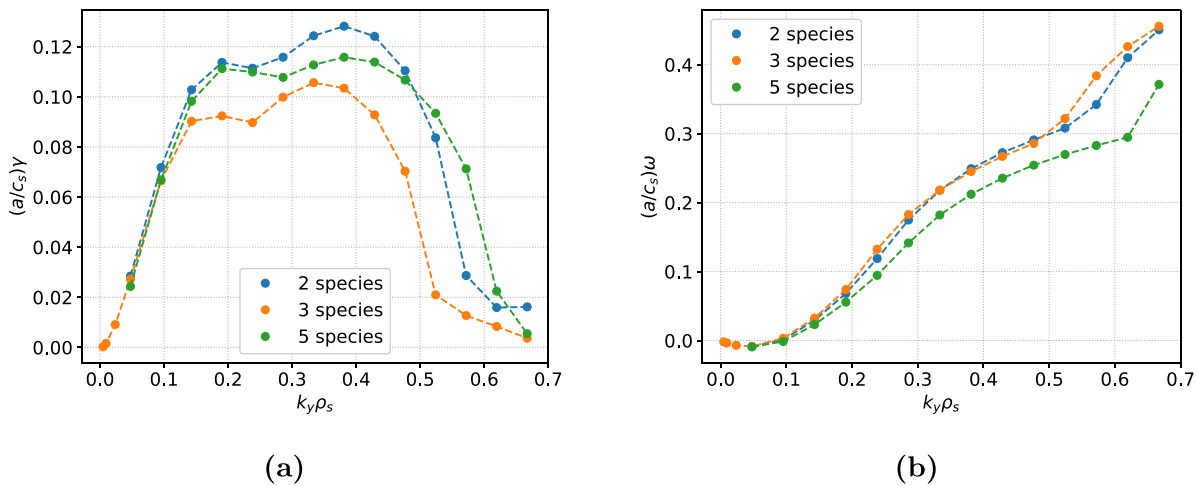 0.12
0.10
0.08
0.06
0.04
0.02
0.00
(a/c_s)γ
2 species
3 species
5 species
0.0 0.1 0.2 0.3 0.4 0.5 0.6 0.7
k_yρ_s
(a)
0.4
0.3
0.2
0.1
0.0
(a/c_s)ω
2 species
3 species
5 species
0.0 0.1 0.2 0.3 0.4 0.5 0.6 0.7
k_yρ_s
(b)